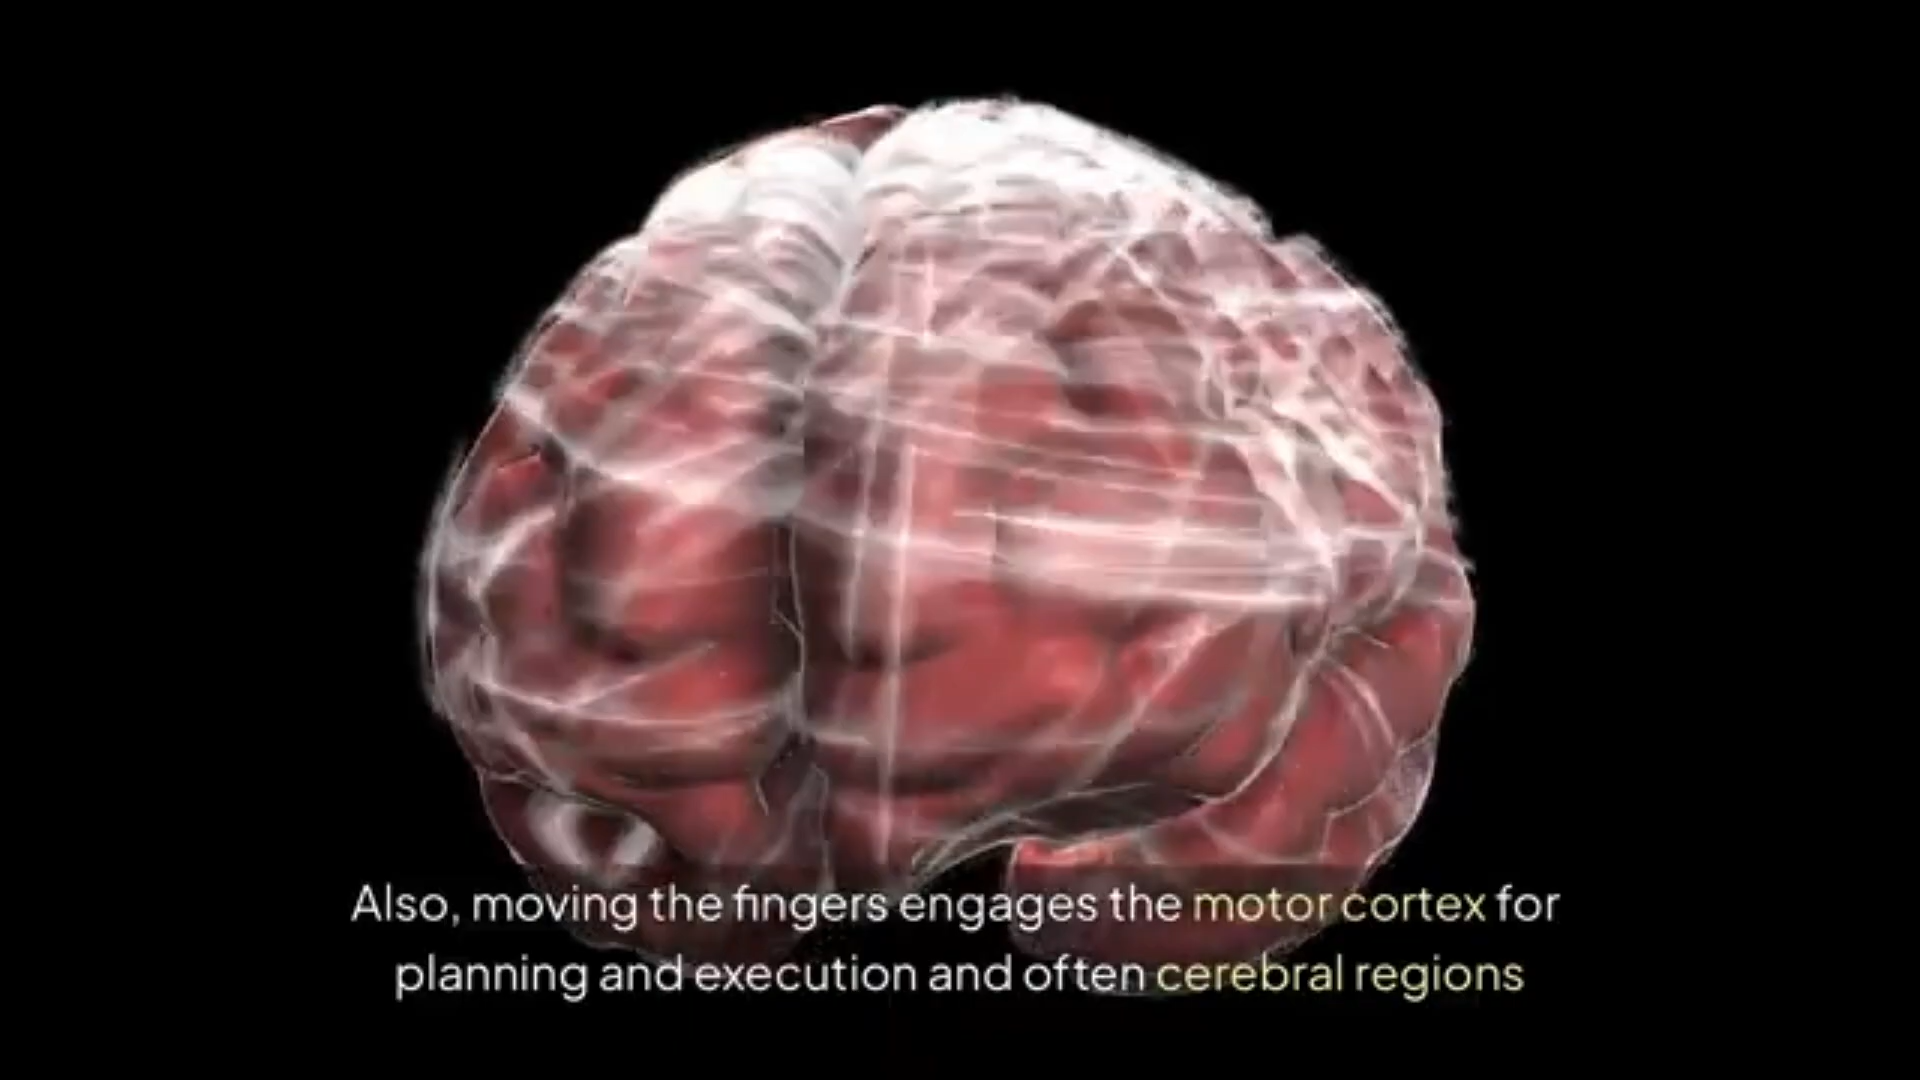 Also, moving the fingers engages the motor cortex for
planning and execution and often cerebral regions